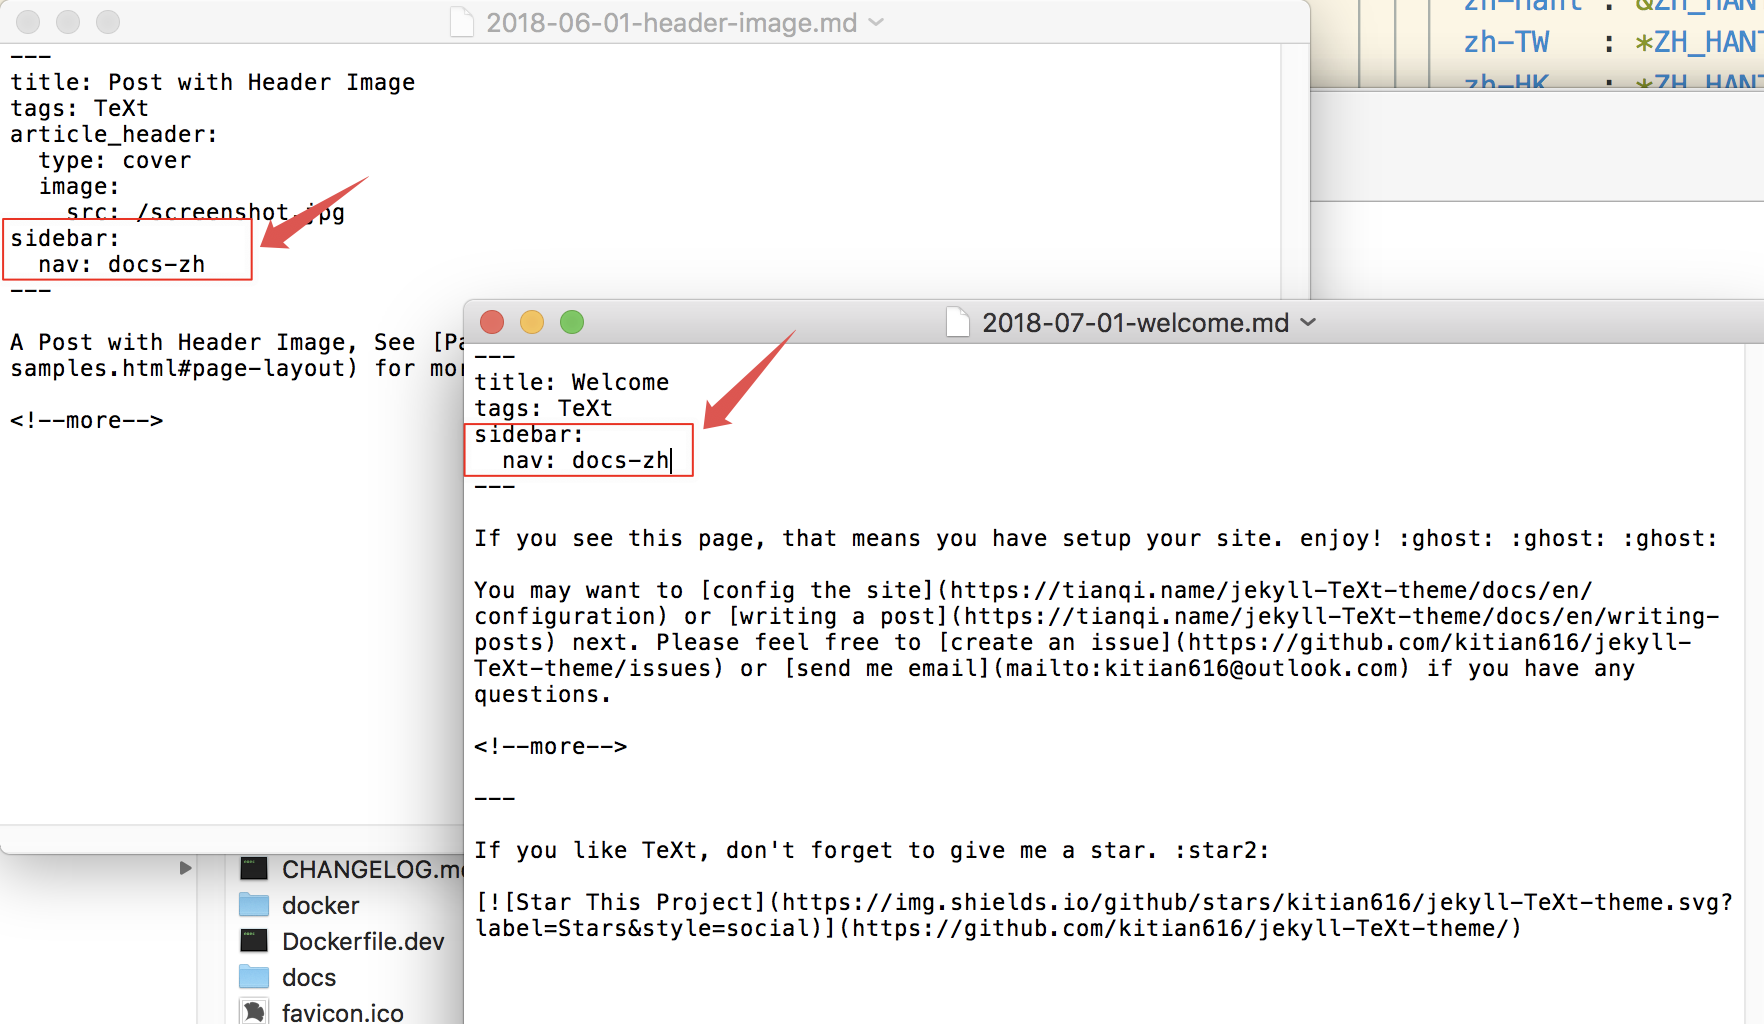 2018-06-01-header-image.md
---
title: Post with Header Image
tags: TeXt
article_header:
  type: cover
  image:
    src: /screenshot.jpg
sidebar:
  nav: docs-zh
---
A Post with Header Image, See [Pa
samples.html#page-layout) for mor
<!--more-->
zh-Hant : &ZH_HAN
zh-TW : *ZH_HANT
zh-HK : *ZH_HANT
2018-07-01-welcome.md
---
title: Welcome
tags: TeXt
sidebar:
  nav: docs-zh
---
If you see this page, that means you have setup your site. enjoy! :ghost: :ghost: :ghost:
You may want to [config the site](https://tianqi.name/jekyll-TeXt-theme/docs/en/
configuration) or [writing a post](https://tianqi.name/jekyll-TeXt-theme/docs/en/writing-
posts) next. Please feel free to [create an issue](https://github.com/kitian616/jekyll-
TeXt-theme/issues) or [send me email](mailto:kitian616@outlook.com) if you have any
questions.
<!--more-->
---
If you like TeXt, don't forget to give me a star. :star2:
[![Star This Project](https://img.shields.io/github/stars/kitian616/jekyll-TeXt-theme.svg?
label=Stars&style=social)](https://github.com/kitian616/jekyll-TeXt-theme/)
CHANGELOG.md
docker
Dockerfile.dev
docs
favicon.ico